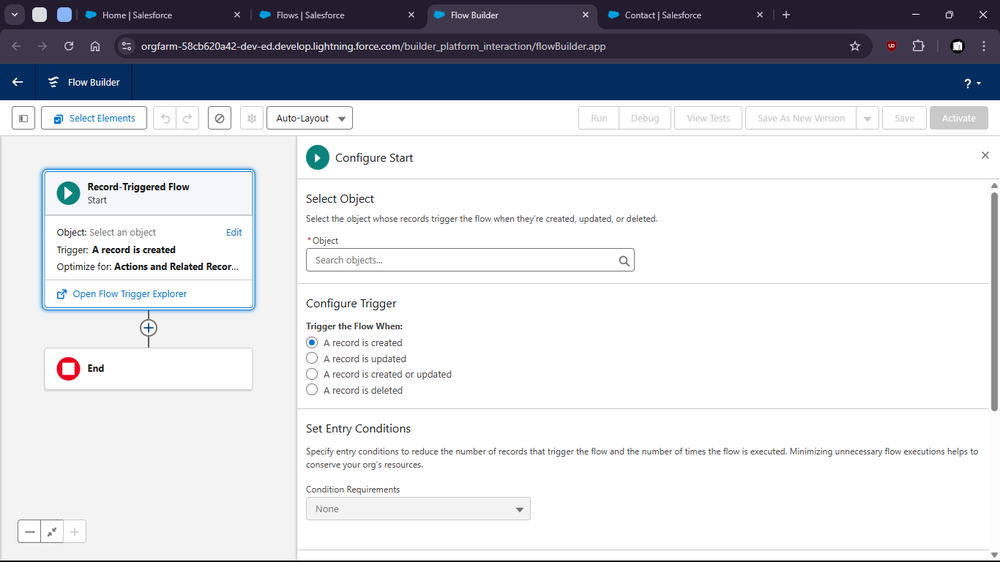 Home | Salesforce
Flows | Salesforce
Flow Builder
Contact | Salesforce
orgfarm-58cb620a42-dev-ed.develop.lightning.force.com/builder_platform_interaction/flowBuilder.app
UD
Flow Builder
?
Select Elements
Auto-Layout
Run
Debug
View Tests
Save As New Version
Save
Activate
Record-Triggered Flow
Start
Object: Select an object
Edit
Trigger: A record is created
Optimize for: Actions and Related Recor...
Open Flow Trigger Explorer
End
Configure Start
Select Object
Select the object whose records trigger the flow when they're created, updated, or deleted.
*Object
Search objects...
Configure Trigger
Trigger the Flow When:
A record is created
A record is updated
A record is created or updated
A record is deleted
Set Entry Conditions
Specify entry conditions to reduce the number of records that trigger the flow and the number of times the flow is executed. Minimizing unnecessary flow executions helps to
conserve your org's resources.
Condition Requirements
None